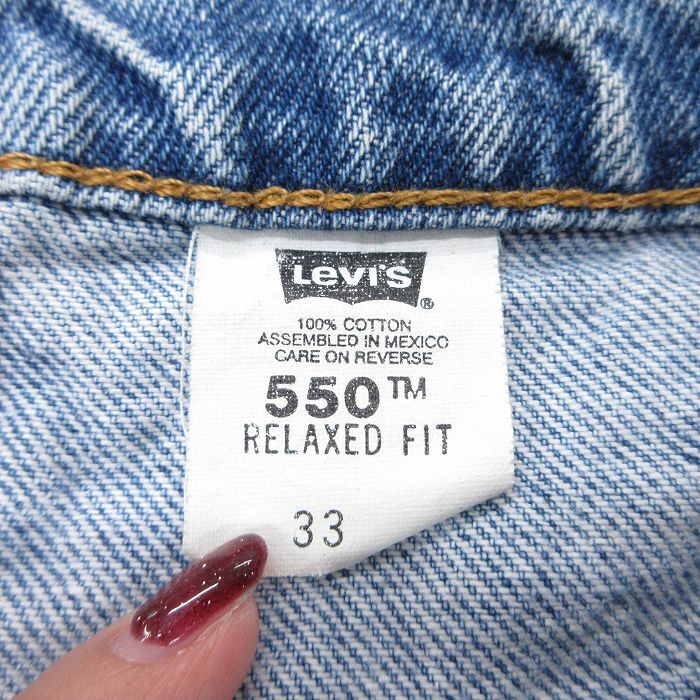 Levi's
®
100% COTTON
ASSEMBLED IN MEXICO
CARE ON REVERSE
550™
RELAXED FIT
33